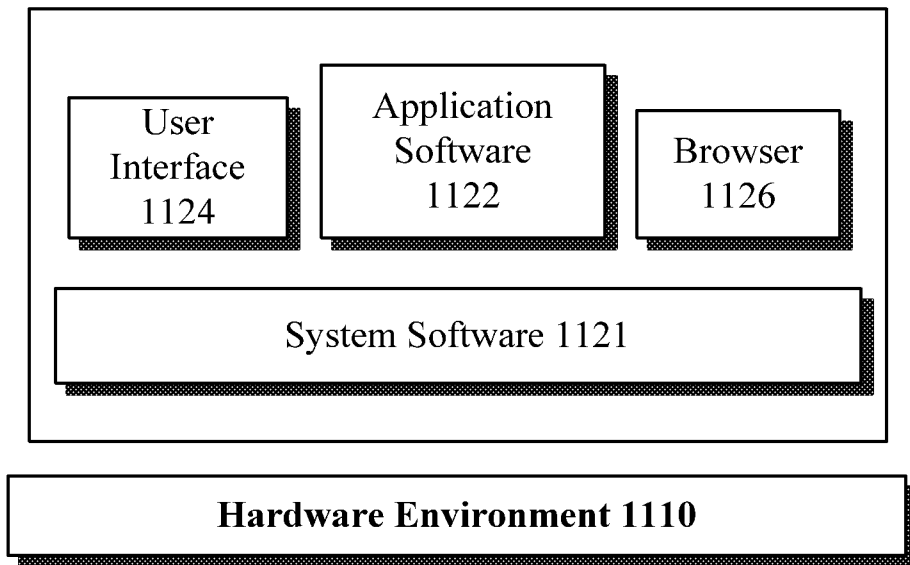 User
Interface
1124
Application
Software
1122
Browser
1126
System Software 1121
Hardware Environment 1110